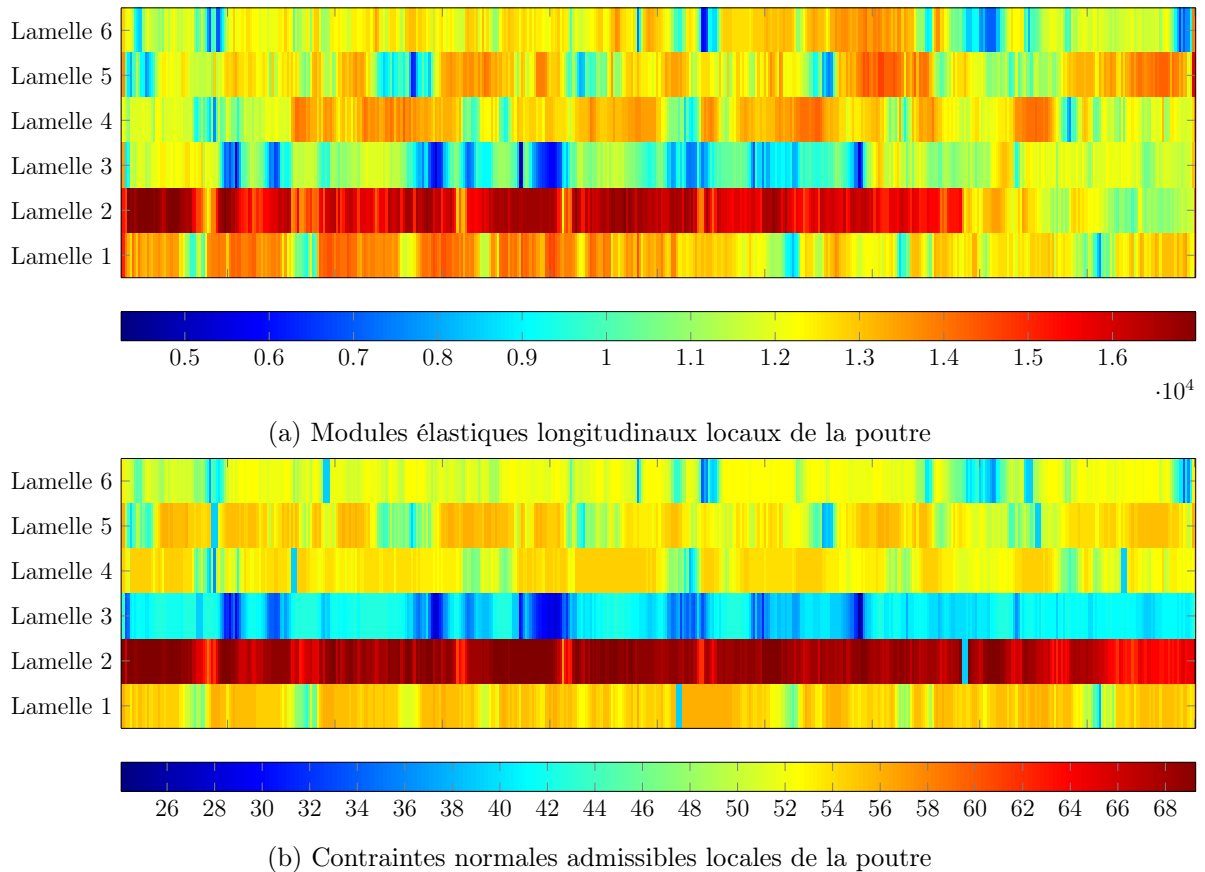 Lamelle 6
Lamelle 5
Lamelle 4
Lamelle 3
Lamelle 2
Lamelle 1
0.5 0.6 0.7 0.8 0.9 1 1.1 1.2 1.3 1.4 1.5 1.6
·10⁴
(a) Modules élastiques longitudinaux locaux de la poutre
Lamelle 6
Lamelle 5
Lamelle 4
Lamelle 3
Lamelle 2
Lamelle 1
26 28 30 32 34 36 38 40 42 44 46 48 50 52 54 56 58 60 62 64 66 68
(b) Contraintes normales admissibles locales de la poutre